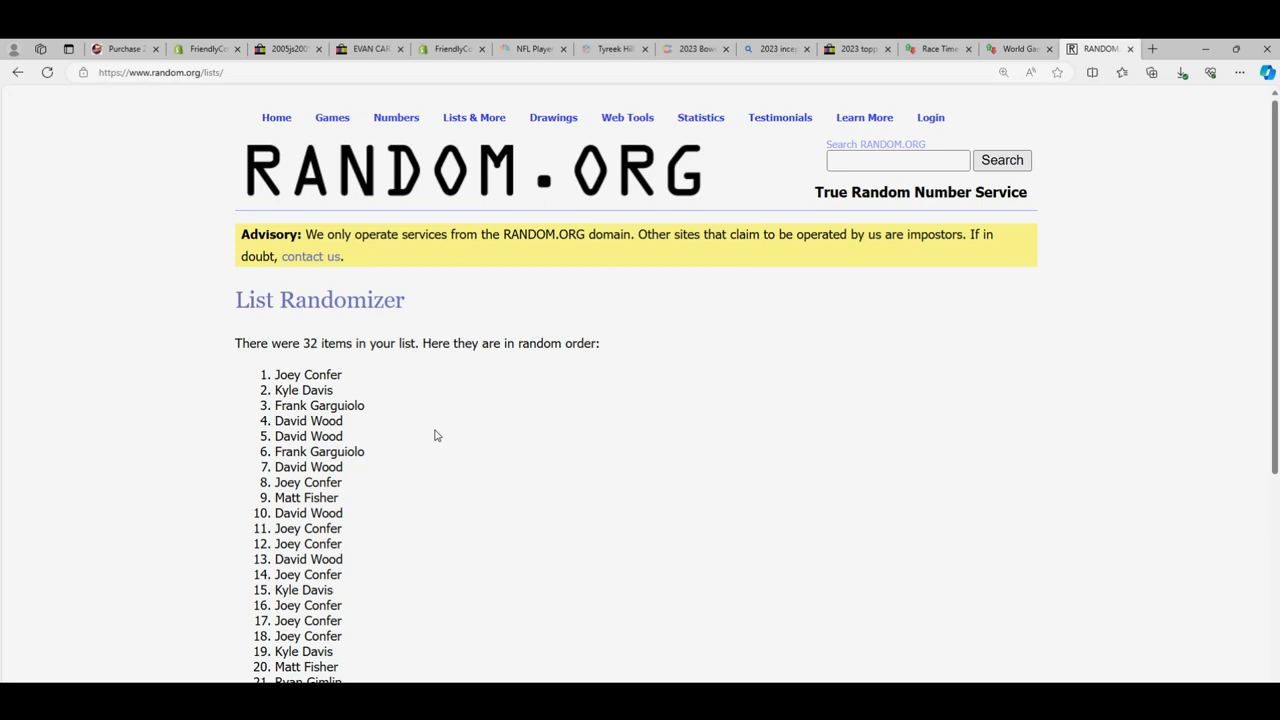 Purchase 2
FriendlyCo
2005js200
EVAN CAR
FriendlyCo
NFL Player
Tyreek Hill
2023 Bow
2023 incep
2023 topp
Race Time
World Gam
RANDOM.
https://www.random.org/lists/
Home Games Numbers Lists & More Drawings Web Tools Statistics Testimonials Learn More Login
RANDOM.ORG
Search RANDOM.ORG
Search
True Random Number Service
Advisory: We only operate services from the RANDOM.ORG domain. Other sites that claim to be operated by us are impostors. If in
doubt, contact us.
List Randomizer
There were 32 items in your list. Here they are in random order:
1. Joey Confer
2. Kyle Davis
3. Frank Garguiolo
4. David Wood
5. David Wood
6. Frank Garguiolo
7. David Wood
8. Joey Confer
9. Matt Fisher
10. David Wood
11. Joey Confer
12. Joey Confer
13. David Wood
14. Joey Confer
15. Kyle Davis
16. Joey Confer
17. Joey Confer
18. Joey Confer
19. Kyle Davis
20. Matt Fisher
21. Ryan Gimlin